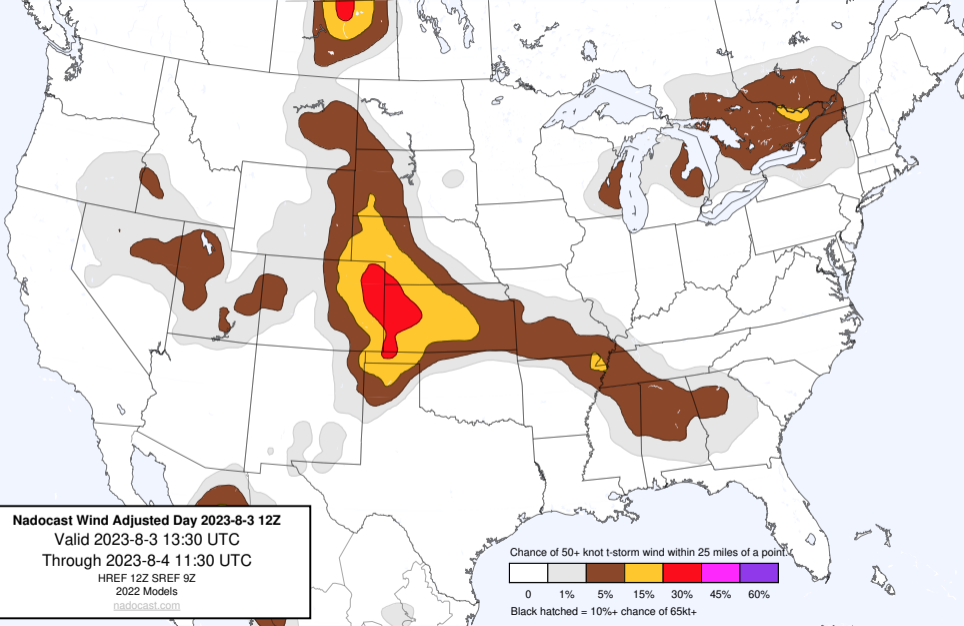 Nadocast Wind Adjusted Day 2023-8-3 12Z
Valid 2023-8-3 13:30 UTC
Through 2023-8-4 11:30 UTC
HREF 12Z SREF 9Z
2022 Models
nadocast.com
Chance of 50+ knot t-storm wind within 25 miles of a point.
0 1% 5% 15% 30% 45% 60%
Black hatched = 10%+ chance of 65kt+